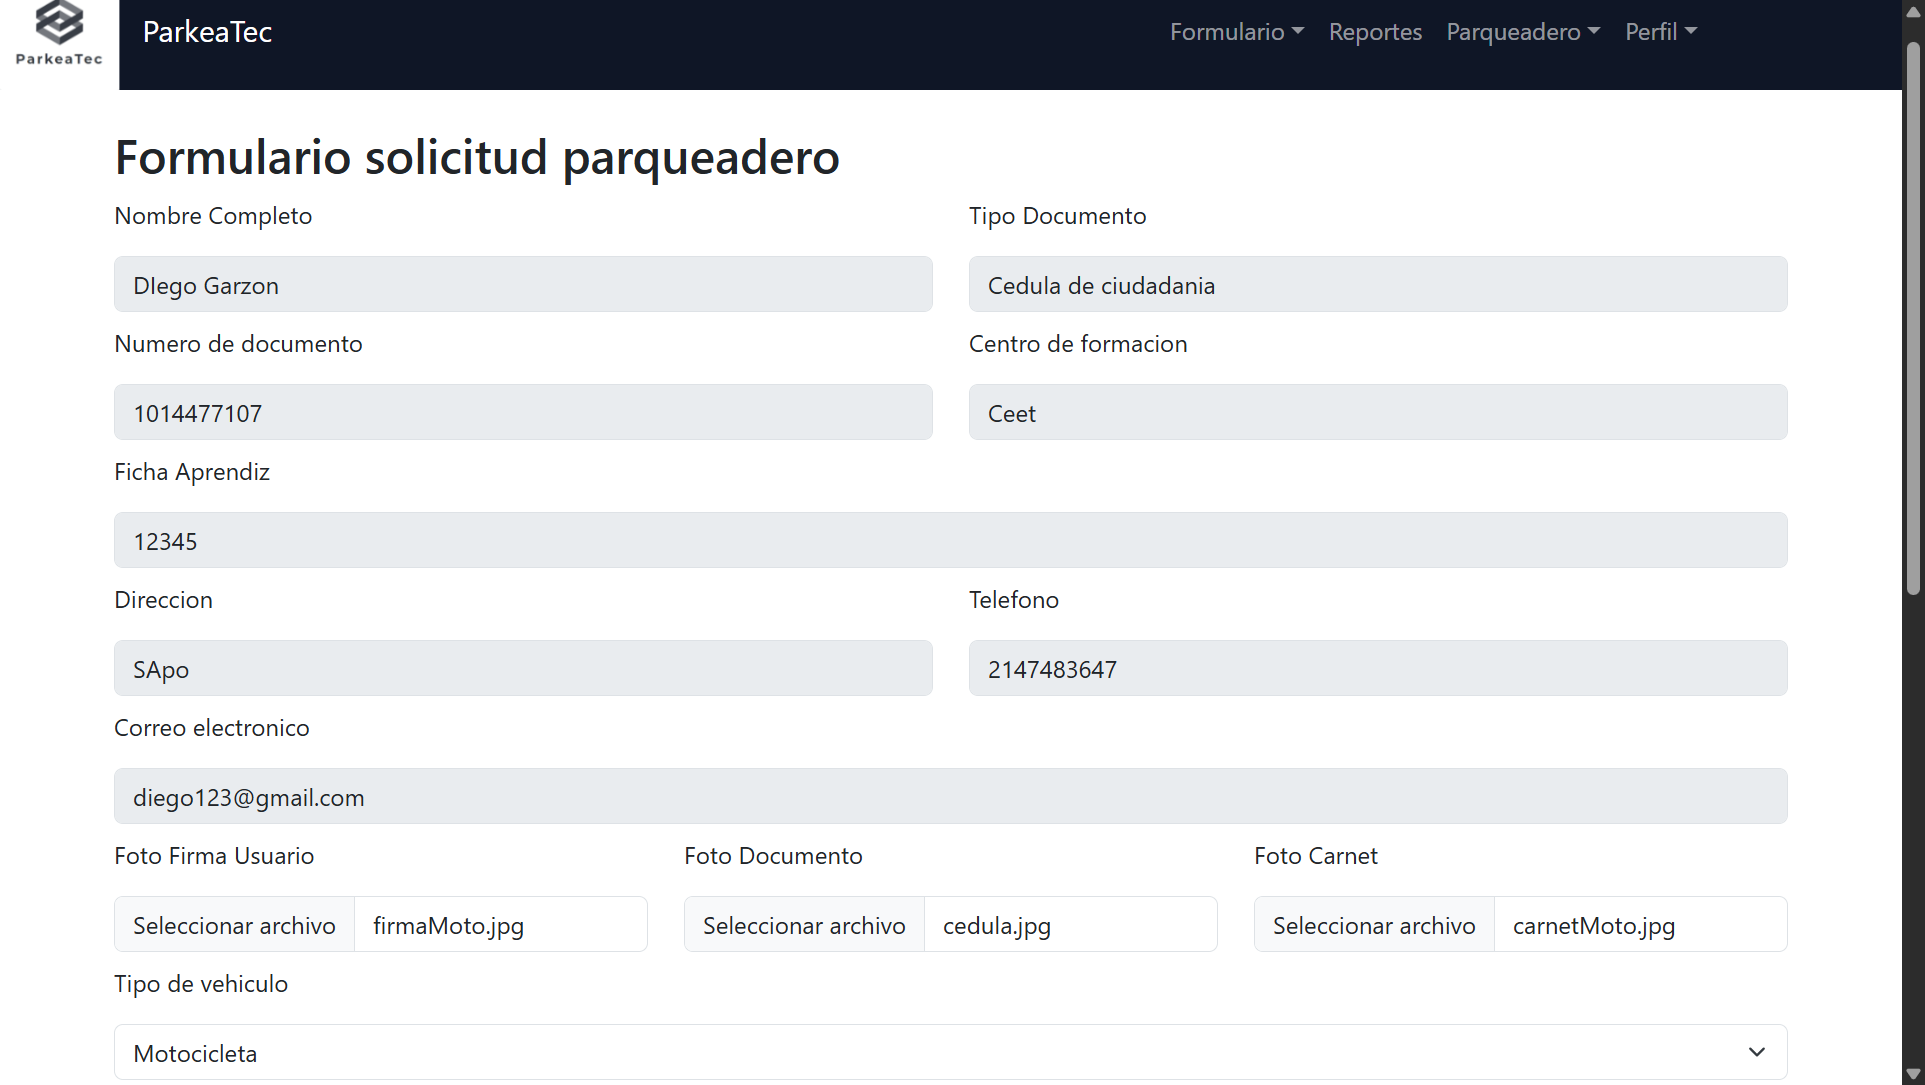 ParkeaTec
ParkeaTec
Formulario
Reportes
Parqueadero
Perfil
Formulario solicitud parqueadero
Nombre Completo
Tipo Documento
DIego Garzon
Cedula de ciudadania
Numero de documento
Centro de formacion
1014477107
Ceet
Ficha Aprendiz
12345
Direccion
Telefono
SApo
2147483647
Correo electronico
diego123@gmail.com
Foto Firma Usuario
Foto Documento
Foto Carnet
Seleccionar archivo firmaMoto.jpg
Seleccionar archivo cedula.jpg
Seleccionar archivo carnetMoto.jpg
Tipo de vehiculo
Motocicleta